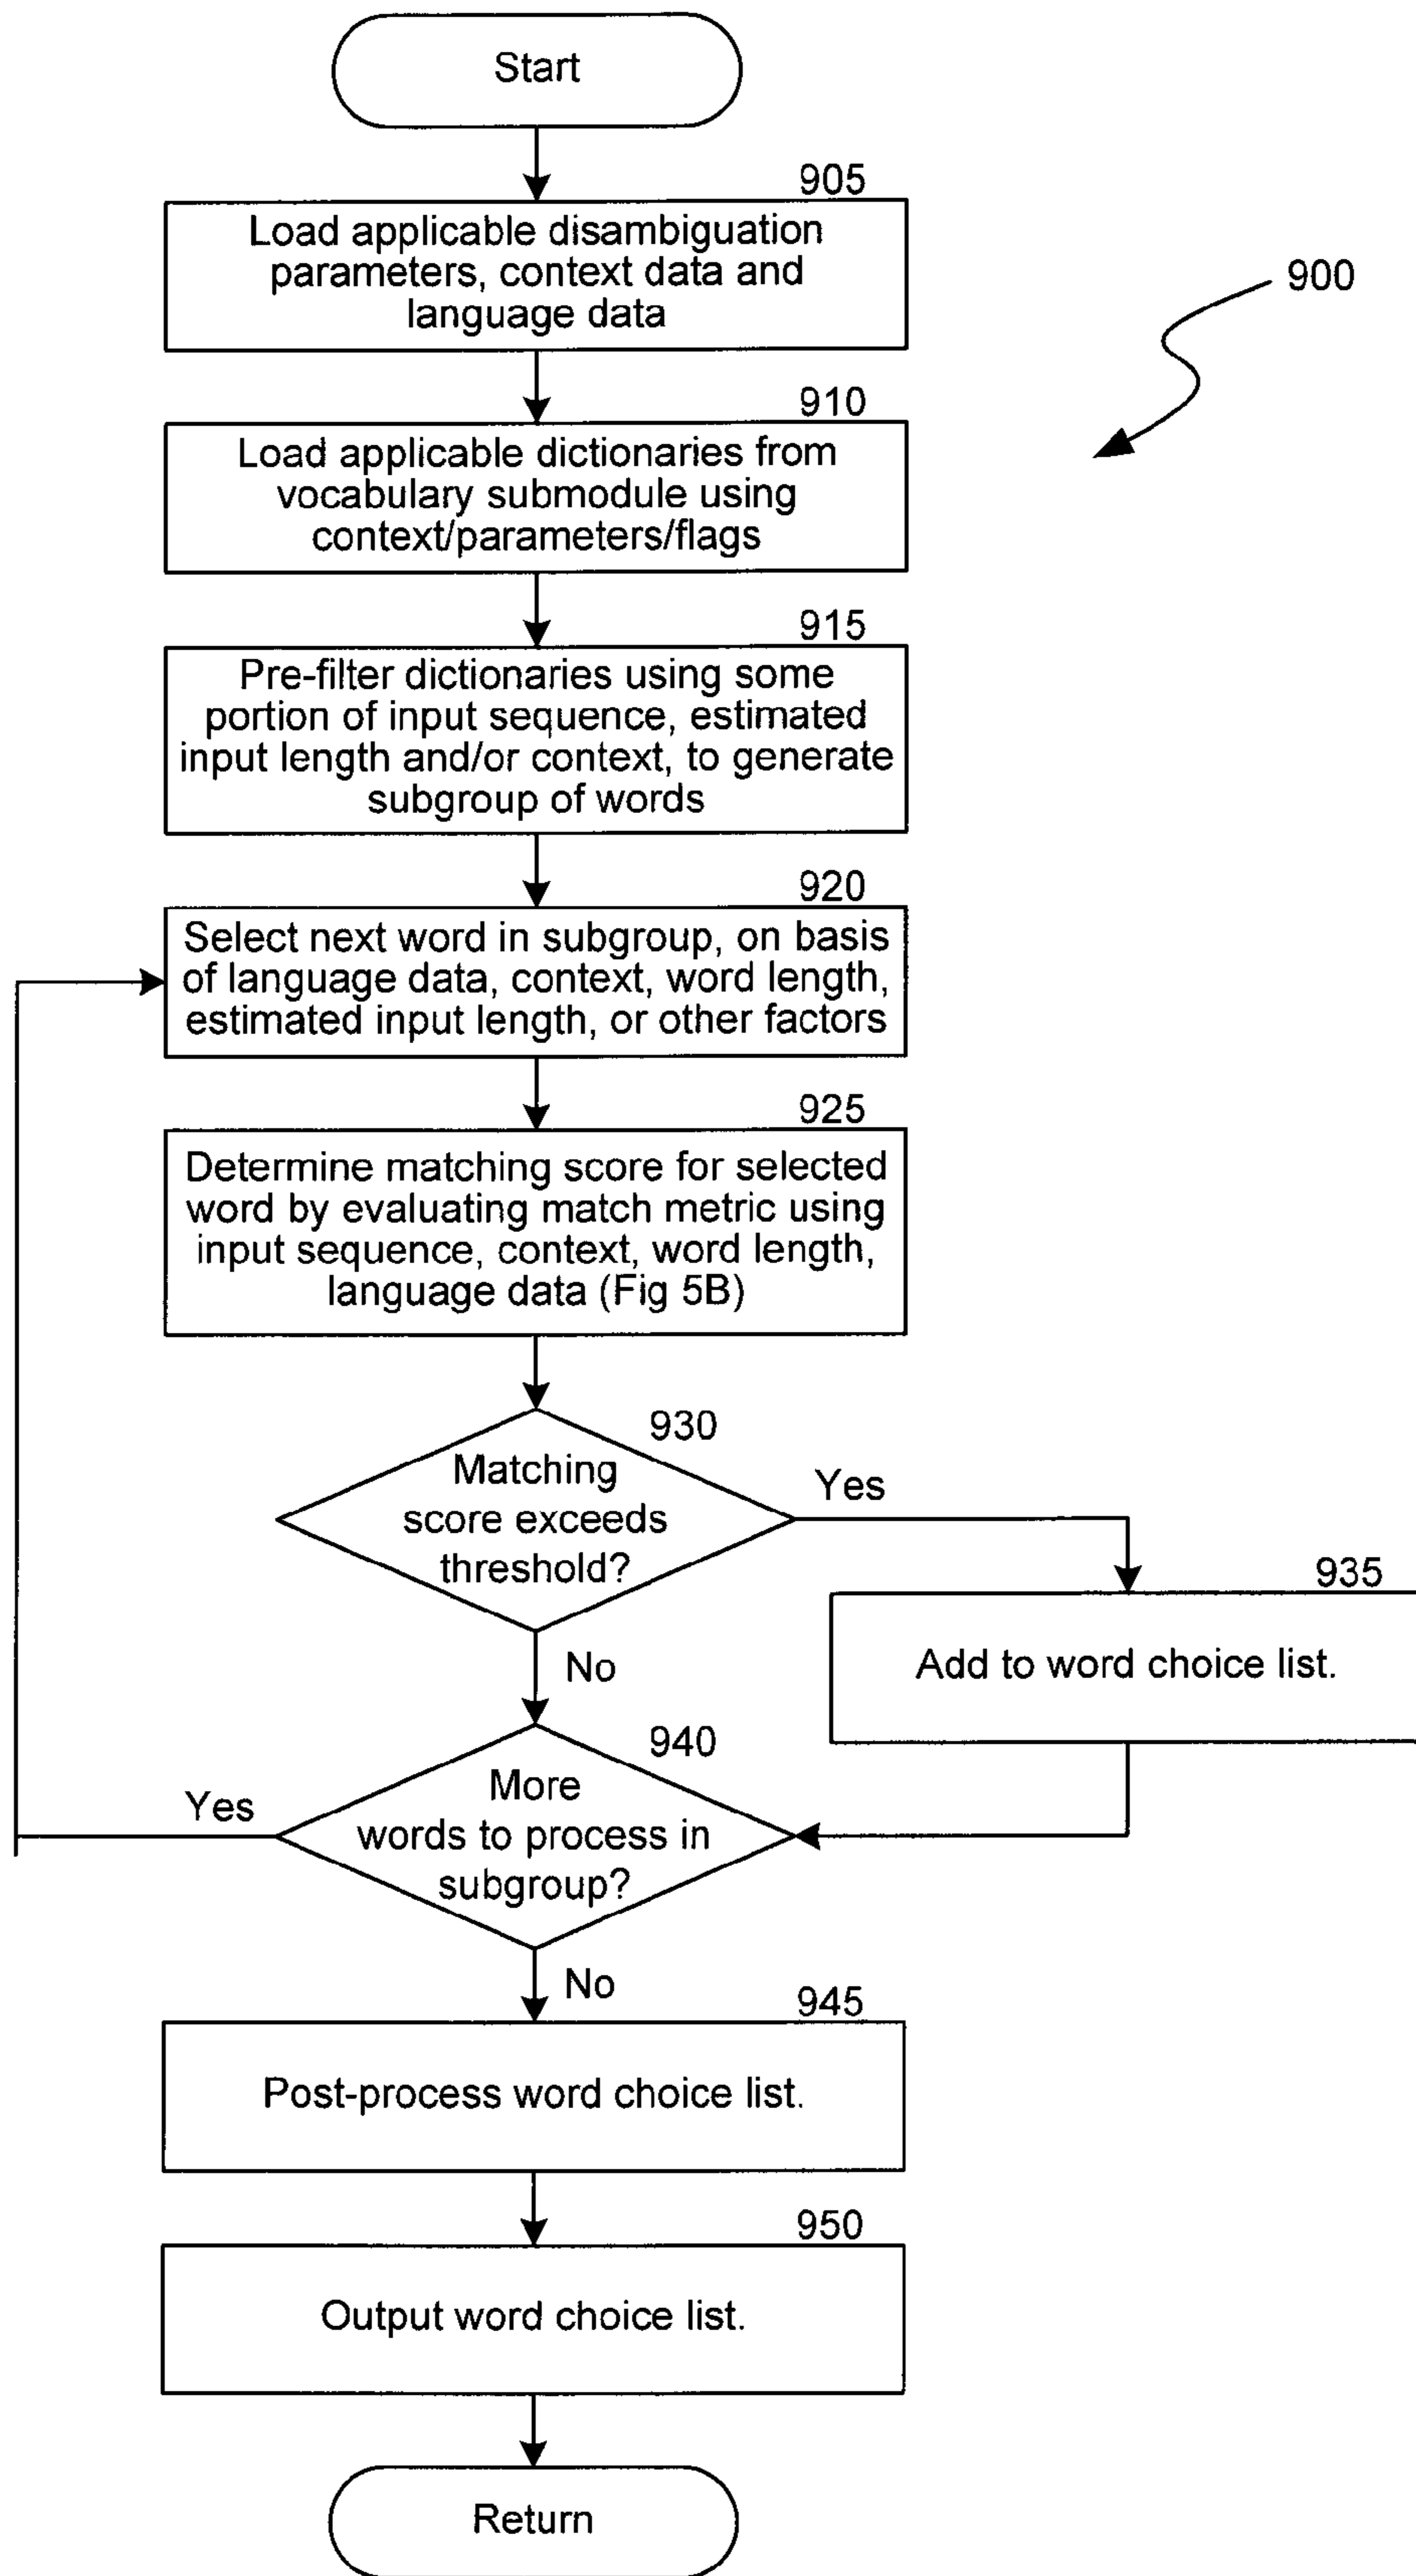 Start
905
Load applicable disambiguation
parameters, context data and
language data
900
910
Load applicable dictionaries from
vocabulary submodule using
context/parameters/flags
915
Pre-filter dictionaries using some
portion of input sequence, estimated
input length and/or context, to generate
subgroup of words
920
Select next word in subgroup, on basis
of language data, context, word length,
estimated input length, or other factors
925
Determine matching score for selected
word by evaluating match metric using
input sequence, context, word length,
language data (Fig 5B)
930
Matching
score exceeds
threshold?
Yes
935
Add to word choice list.
No
940
More
words to process in
subgroup?
Yes
No
945
Post-process word choice list.
950
Output word choice list.
Return